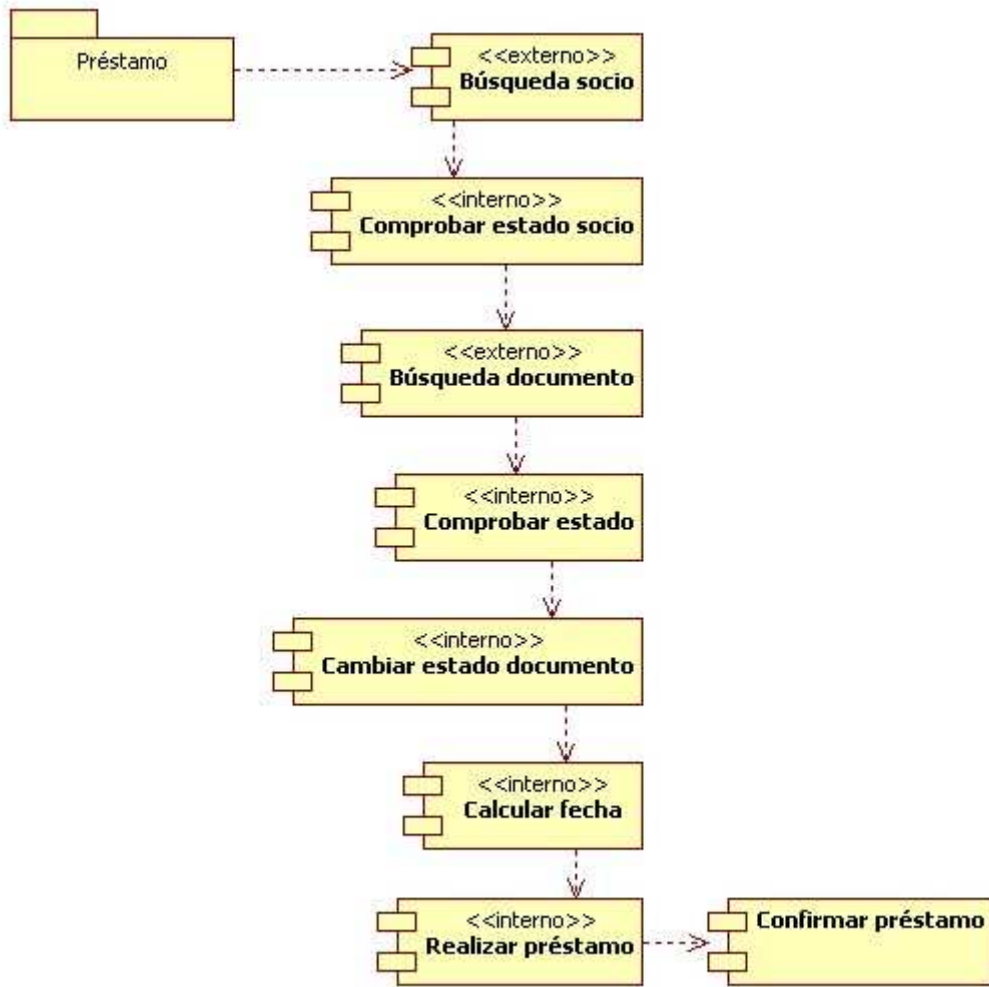 Préstamo
<<externo>>
Búsqueda socio
<<interno>>
Comprobar estado socio
<<externo>>
Búsqueda documento
<<interno>>
Comprobar estado
<<interno>>
Cambiar estado documento
<<interno>>
Calcular fecha
<<interno>>
Realizar préstamo
Confirmar préstamo